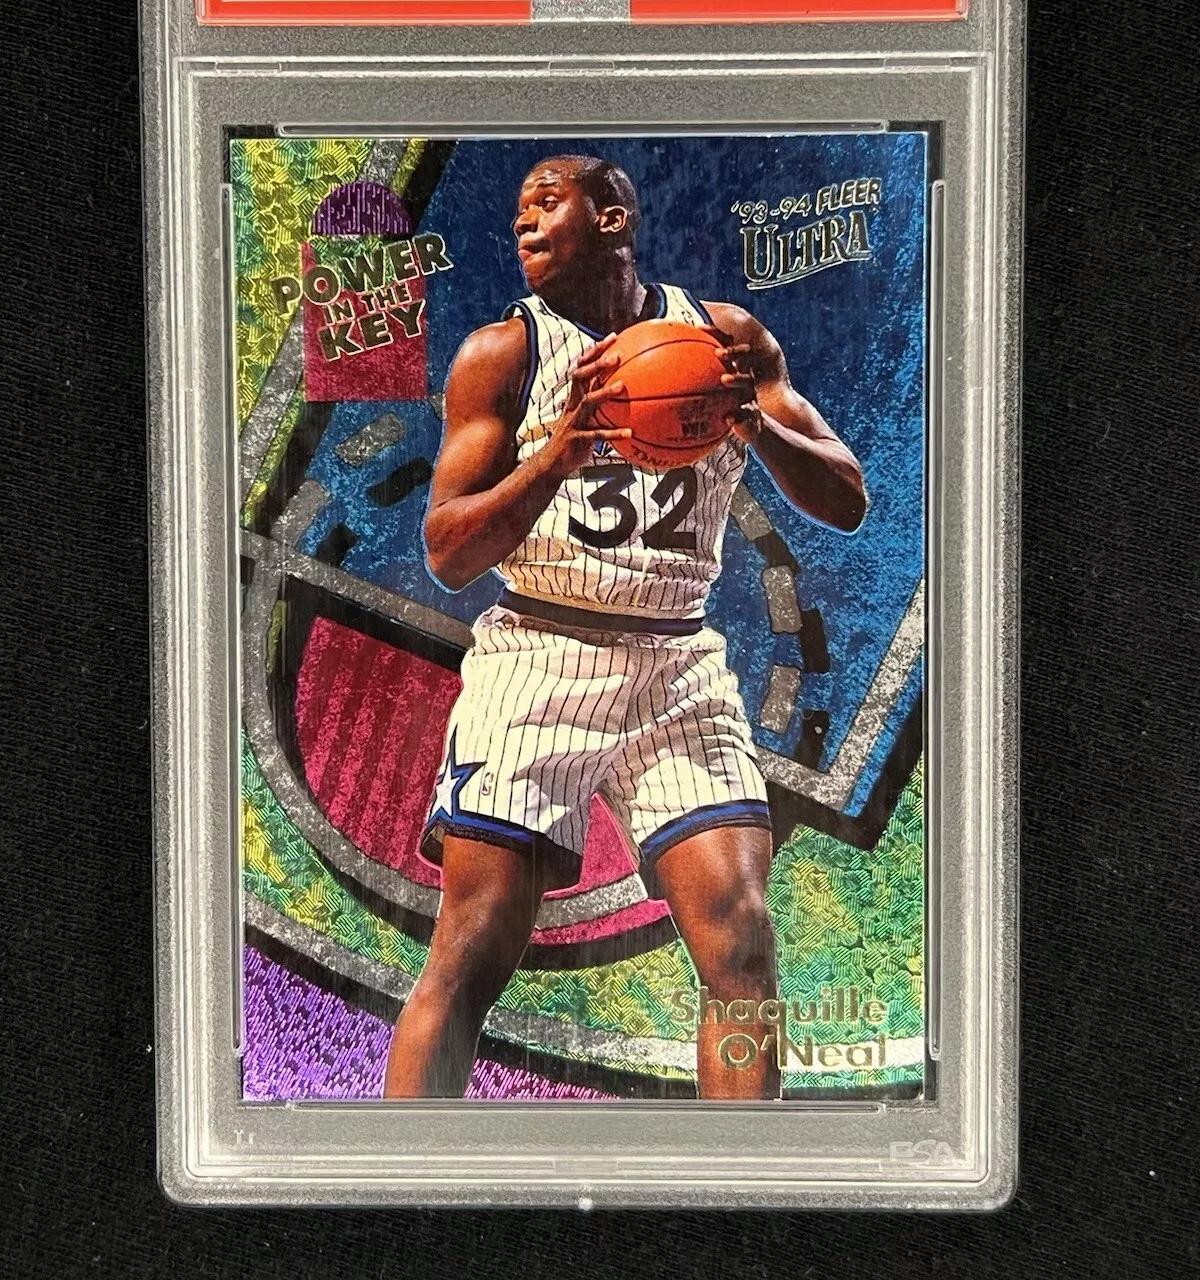 '93-94 FLEER
ULTRA
POWER
IN THE
KEY
32
Shaquille
O'Neal
PSA